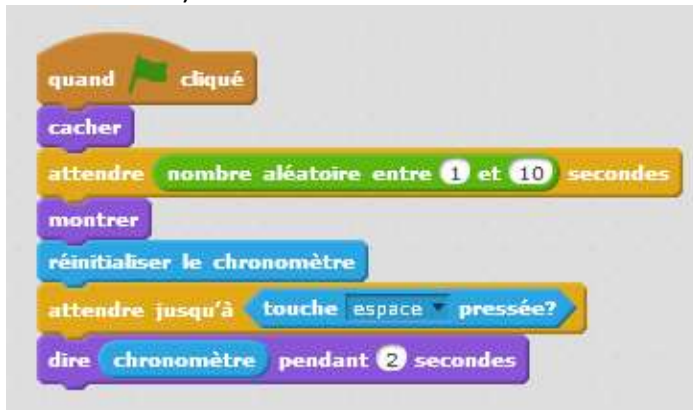 quand cliqué
cacher
attendre nombre aléatoire entre 1 et 10 secondes
montrer
réinitialiser le chronomètre
attendre jusqu'à touche espace pressée?
dire chronomètre pendant 2 secondes